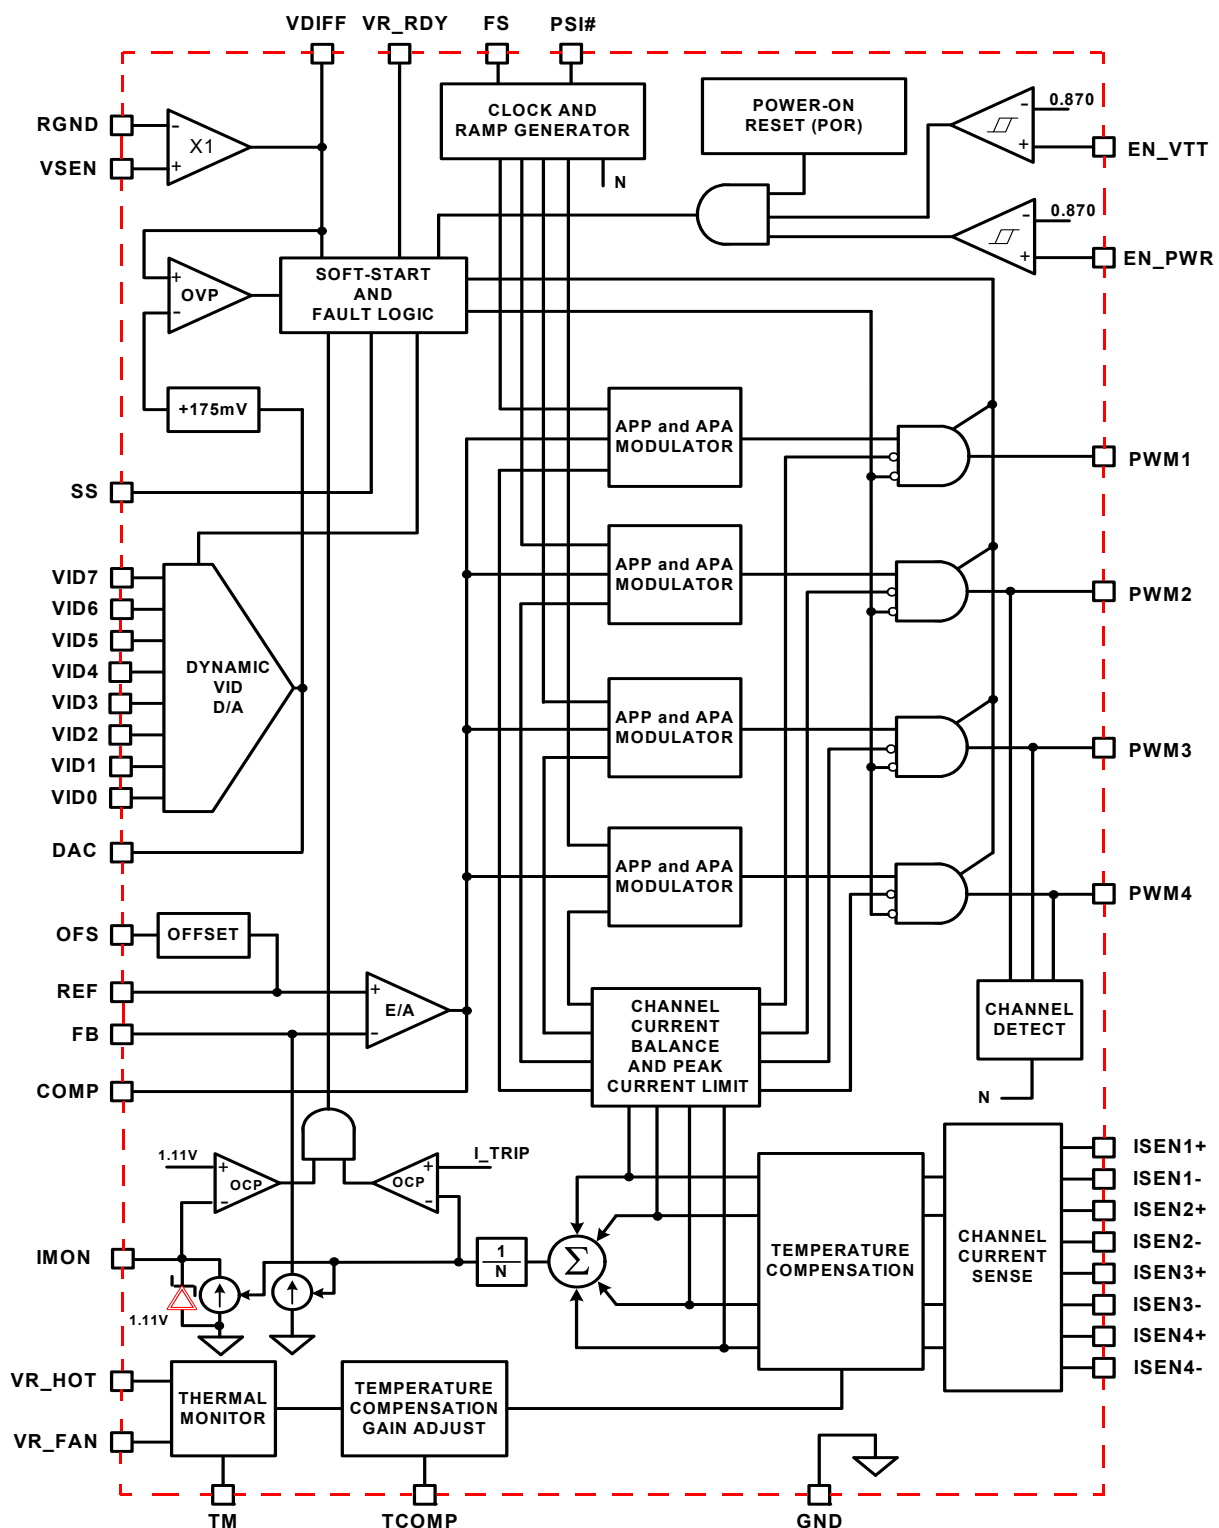 VDIFF
VR_RDY
FS
PSI#
RGND
VSEN
-
+
X1
CLOCK AND
RAMP GENERATOR
N
POWER-ON
RESET (POR)
-
0.870
+
EN_VTT
-
0.870
+
EN_PWR
+
OVP
-
SOFT-START
AND
FAULT LOGIC
+175mV
APP and APA
MODULATOR
PWM1
SS
APP and APA
MODULATOR
PWM2
VID7
VID6
VID5
VID4
VID3
VID2
VID1
VID0
DYNAMIC
VID
D/A
APP and APA
MODULATOR
PWM3
DAC
APP and APA
MODULATOR
PWM4
OFS
OFFSET
REF
FB
+
E/A
-
COMP
CHANNEL
CURRENT
BALANCE
AND PEAK
CURRENT LIMIT
CHANNEL
DETECT
N
1.11V
+
OCP
-
I_TRIP
+
OCP
-
IMON
1.11V
1
N
Σ
TEMPERATURE
COMPENSATION
CHANNEL
CURRENT
SENSE
ISEN1+
ISEN1-
ISEN2+
ISEN2-
ISEN3+
ISEN3-
ISEN4+
ISEN4-
VR_HOT
VR_FAN
THERMAL
MONITOR
TEMPERATURE
COMPENSATION
GAIN ADJUST
TM
TCOMP
GND